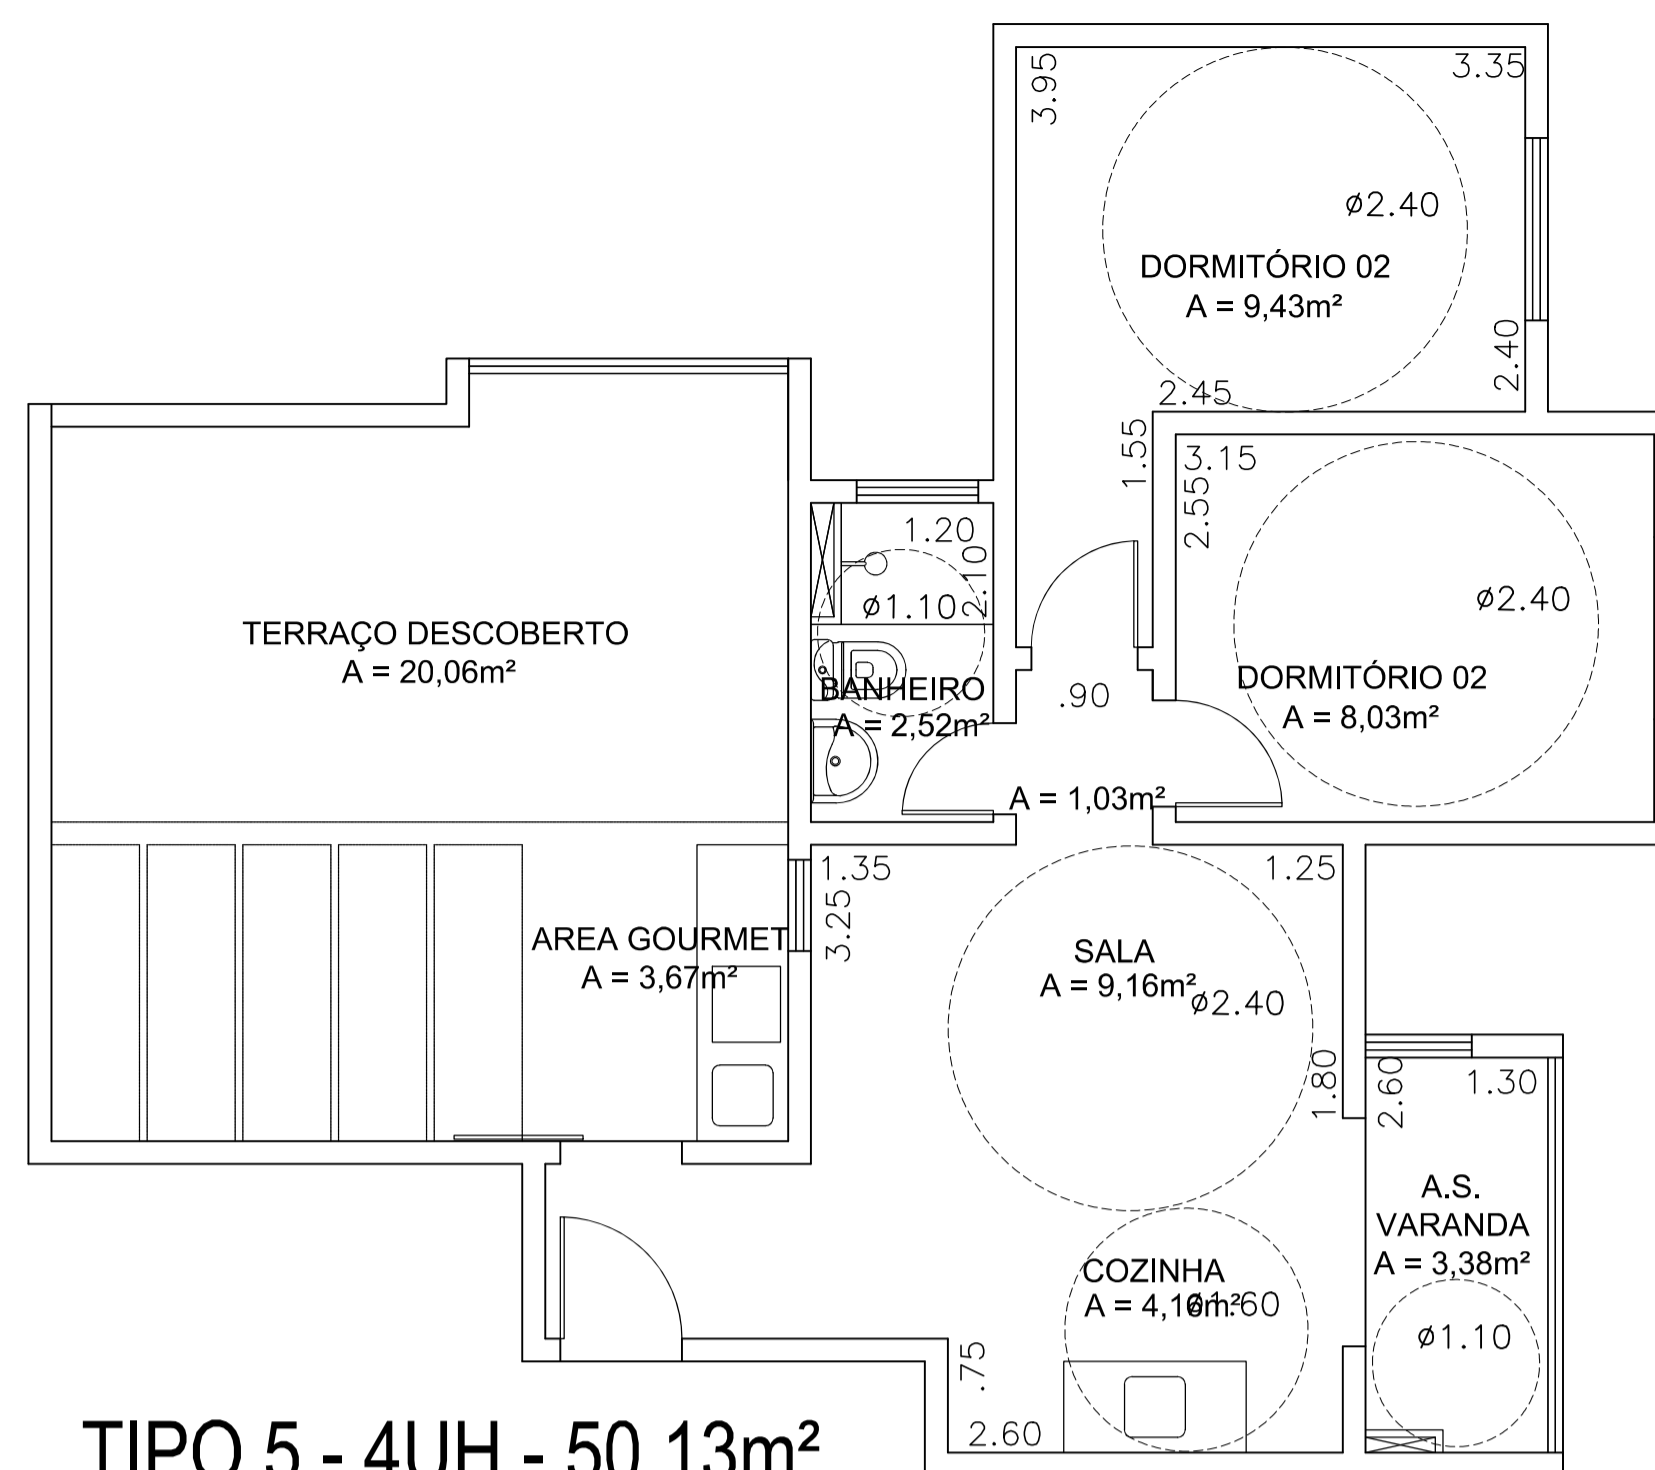 3.95
3.35
ø2.40
DORMITÓRIO 02
A = 9,43m²
2.40
2.45
1.55
3.15
2.55
ø2.40
DORMITÓRIO 02
A = 8,03m²
1.20
2.10
ø1.10
BANHEIRO
A = 2,52m²
.90
A = 1,03m²
TERRAÇO DESCOBERTO
A = 20,06m²
AREA GOURMET
A = 3,67m²
1.35
3.25
1.25
SALA
A = 9,16m²
ø2.40
1.80
2.60
1.30
A.S.
VARANDA
A = 3,38m²
ø1.10
COZINHA
A = 4,16m²
ø1.60
.75
2.60
TIPO 5 - 4UH - 50,13m²